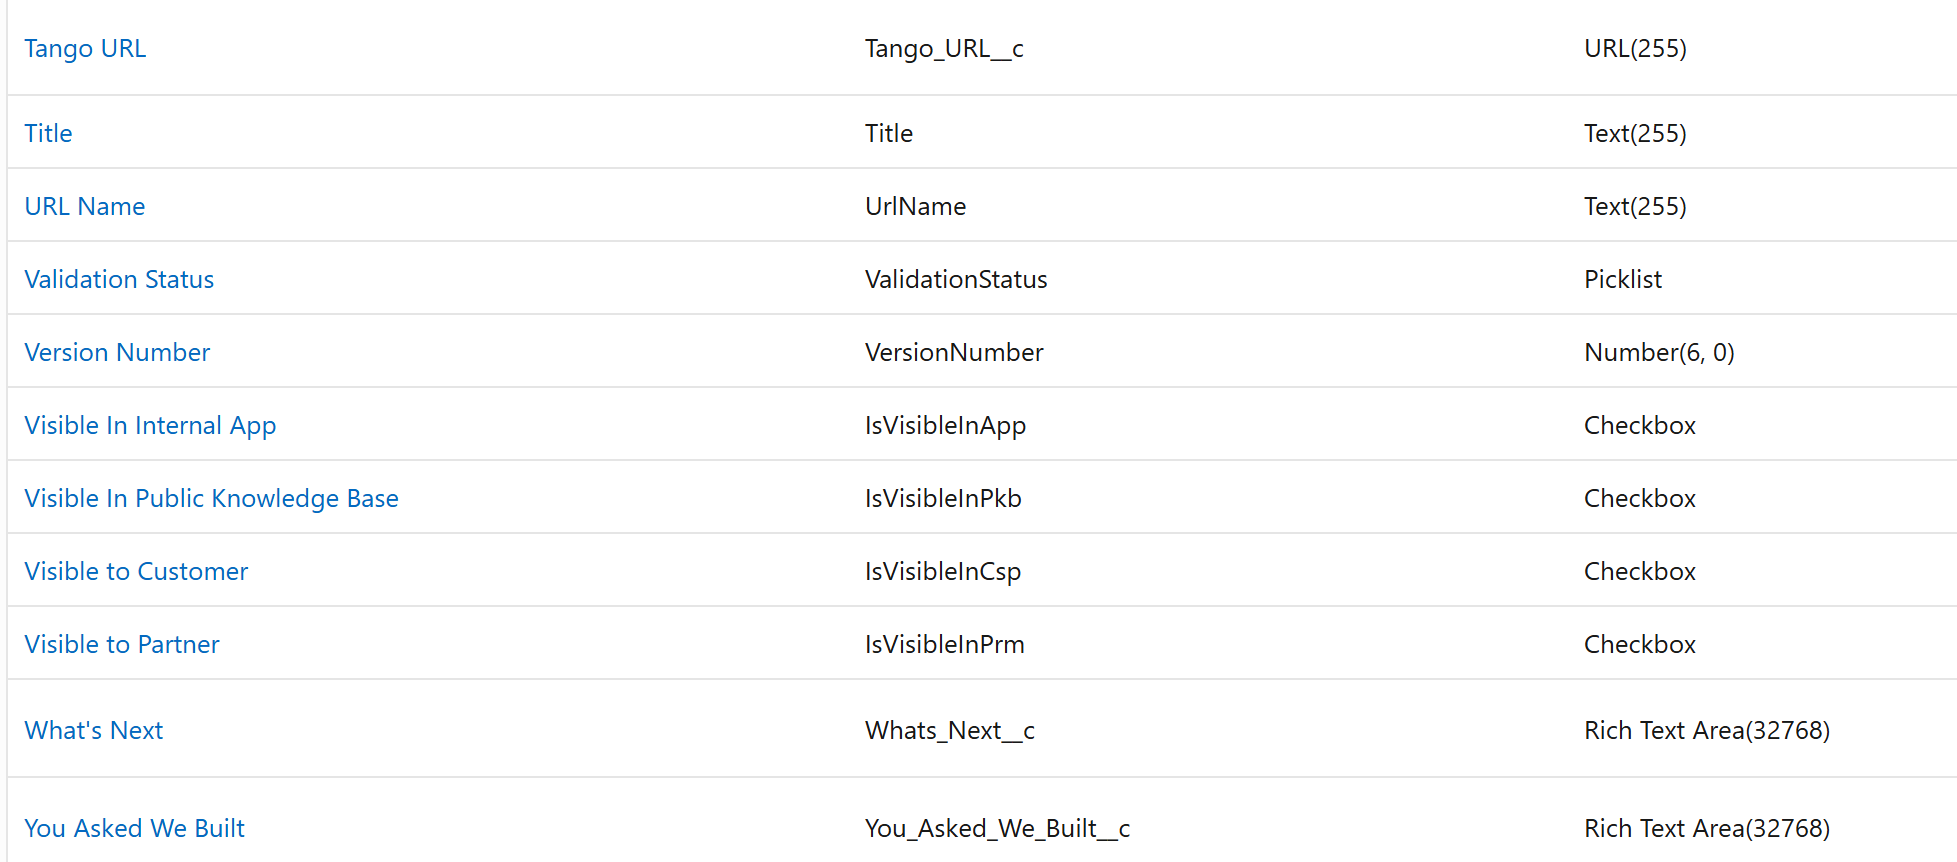 Tango URL Tango_URL__c URL(255)
Title Title Text(255)
URL Name UrlName Text(255)
Validation Status ValidationStatus Picklist
Version Number VersionNumber Number(6, 0)
Visible In Internal App IsVisibleInApp Checkbox
Visible In Public Knowledge Base IsVisibleInPkb Checkbox
Visible to Customer IsVisibleInCsp Checkbox
Visible to Partner IsVisibleInPrm Checkbox
What's Next Whats_Next__c Rich Text Area(32768)
You Asked We Built You_Asked_We_Built__c Rich Text Area(32768)